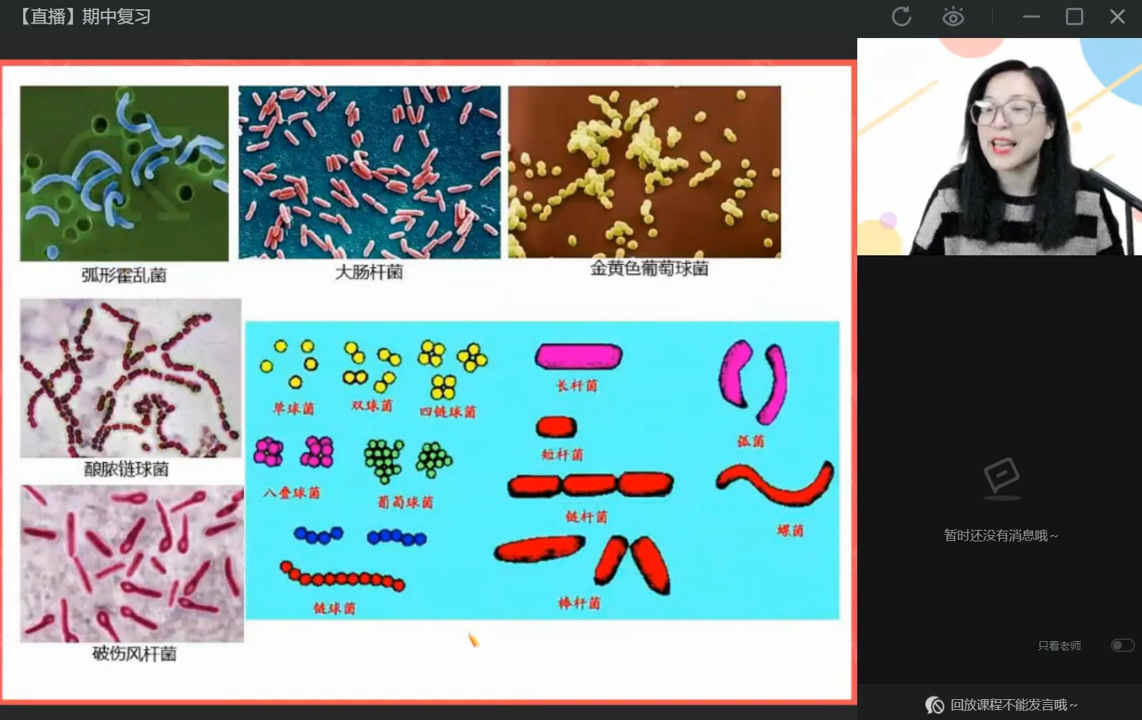 【直播】期中复习
弧形霍乱菌
大肠杆菌
金黄色葡萄球菌
酿脓链球菌
破伤风杆菌
单球菌
双球菌
四链球菌
八叠球菌
葡萄球菌
链球菌
长杆菌
短杆菌
链杆菌
棒杆菌
弧菌
螺菌
暂时还没有消息哦~
只看老师
回放课程不能发言哦~